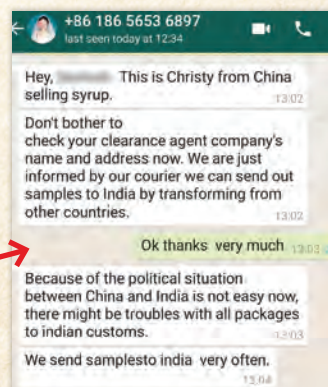 +86 186 5653 6897
last seen today at 12:34
Hey, This is Christy from China
selling syrup.
13:02
Don't bother to
check your clearance agent company's
name and address now. We are just
informed by our courier we can send out
samples to India by transforming from
other countries.
13:02
Ok thanks very much 13:03
Because of the political situation
between China and India is not easy now,
there might be troubles with all packages
to indian customs.
13:03
We send samplesto india very often.
13:04